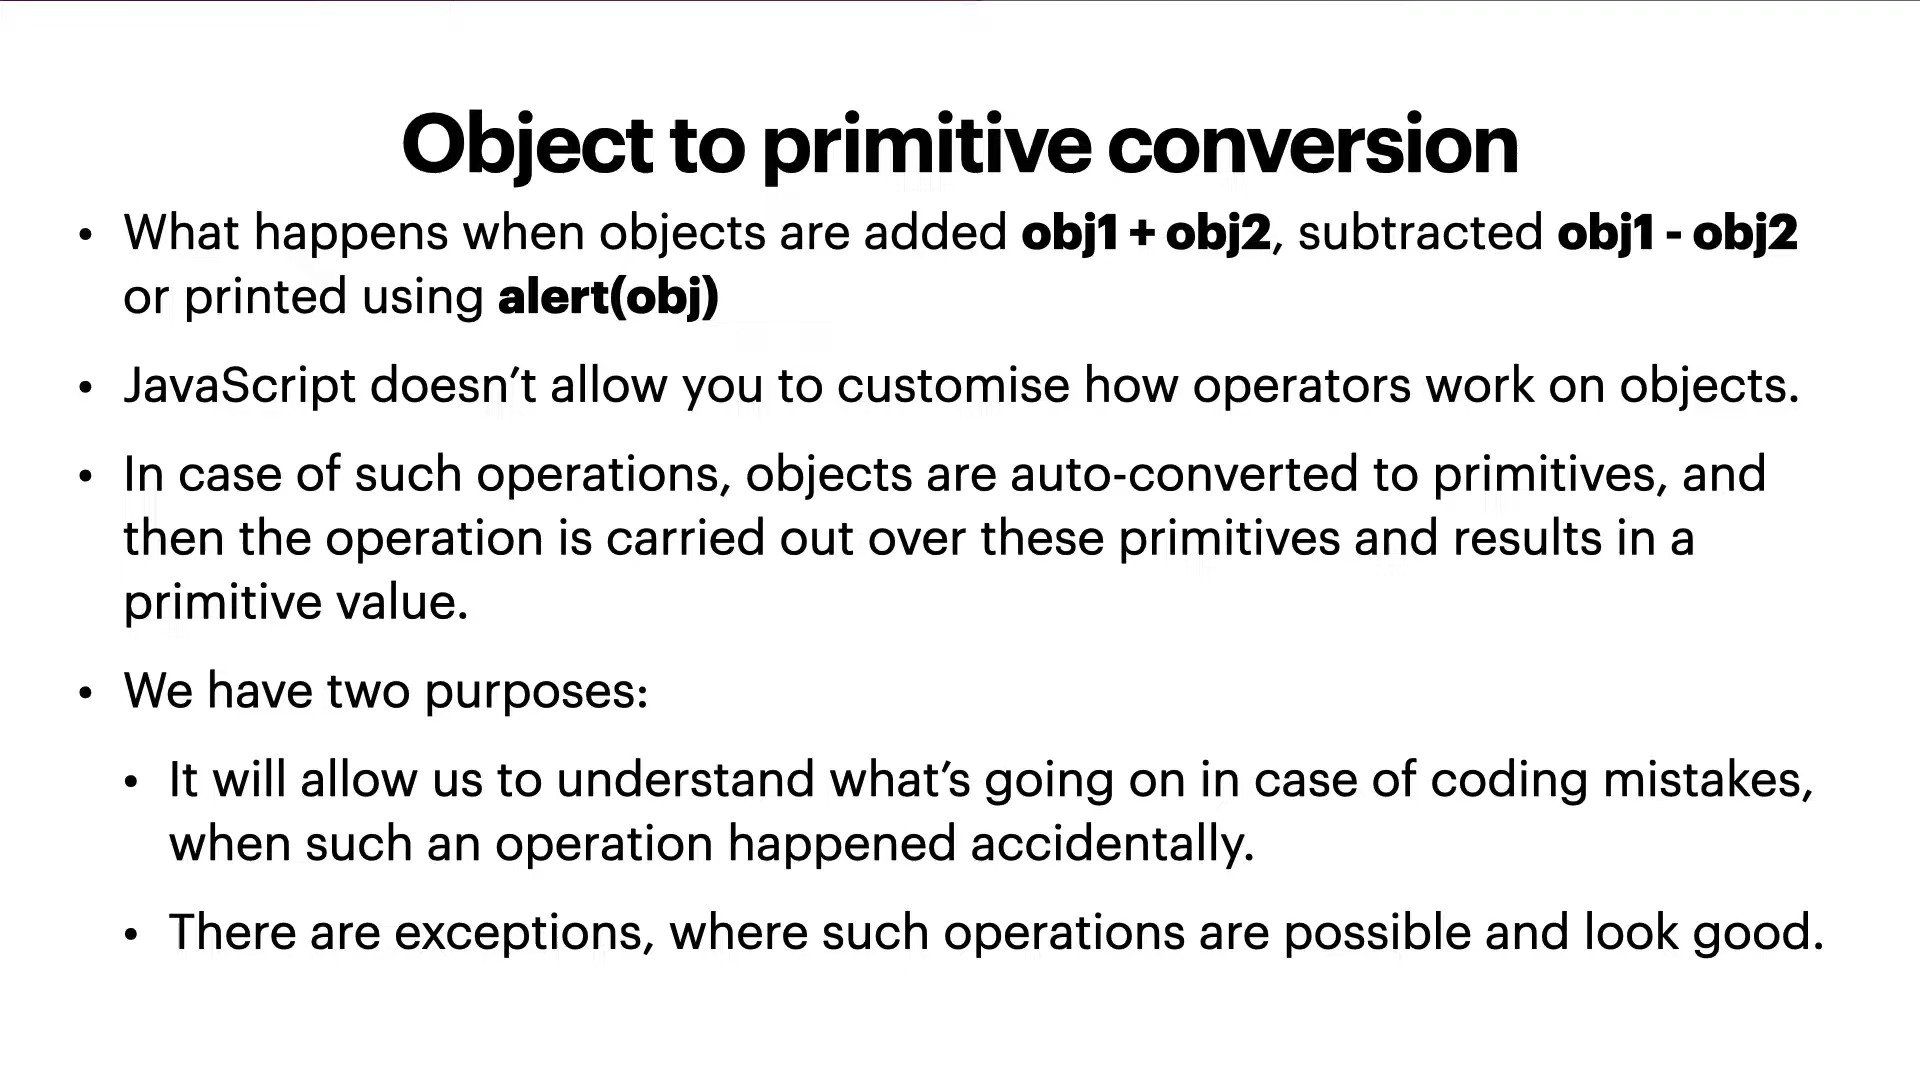 Object to primitive conversion
• What happens when objects are added obj1 + obj2, subtracted obj1 - obj2
or printed using alert(obj)
• JavaScript doesn’t allow you to customise how operators work on objects.
• In case of such operations, objects are auto-converted to primitives, and
then the operation is carried out over these primitives and results in a
primitive value.
• We have two purposes:
• It will allow us to understand what’s going on in case of coding mistakes,
when such an operation happened accidentally.
• There are exceptions, where such operations are possible and look good.